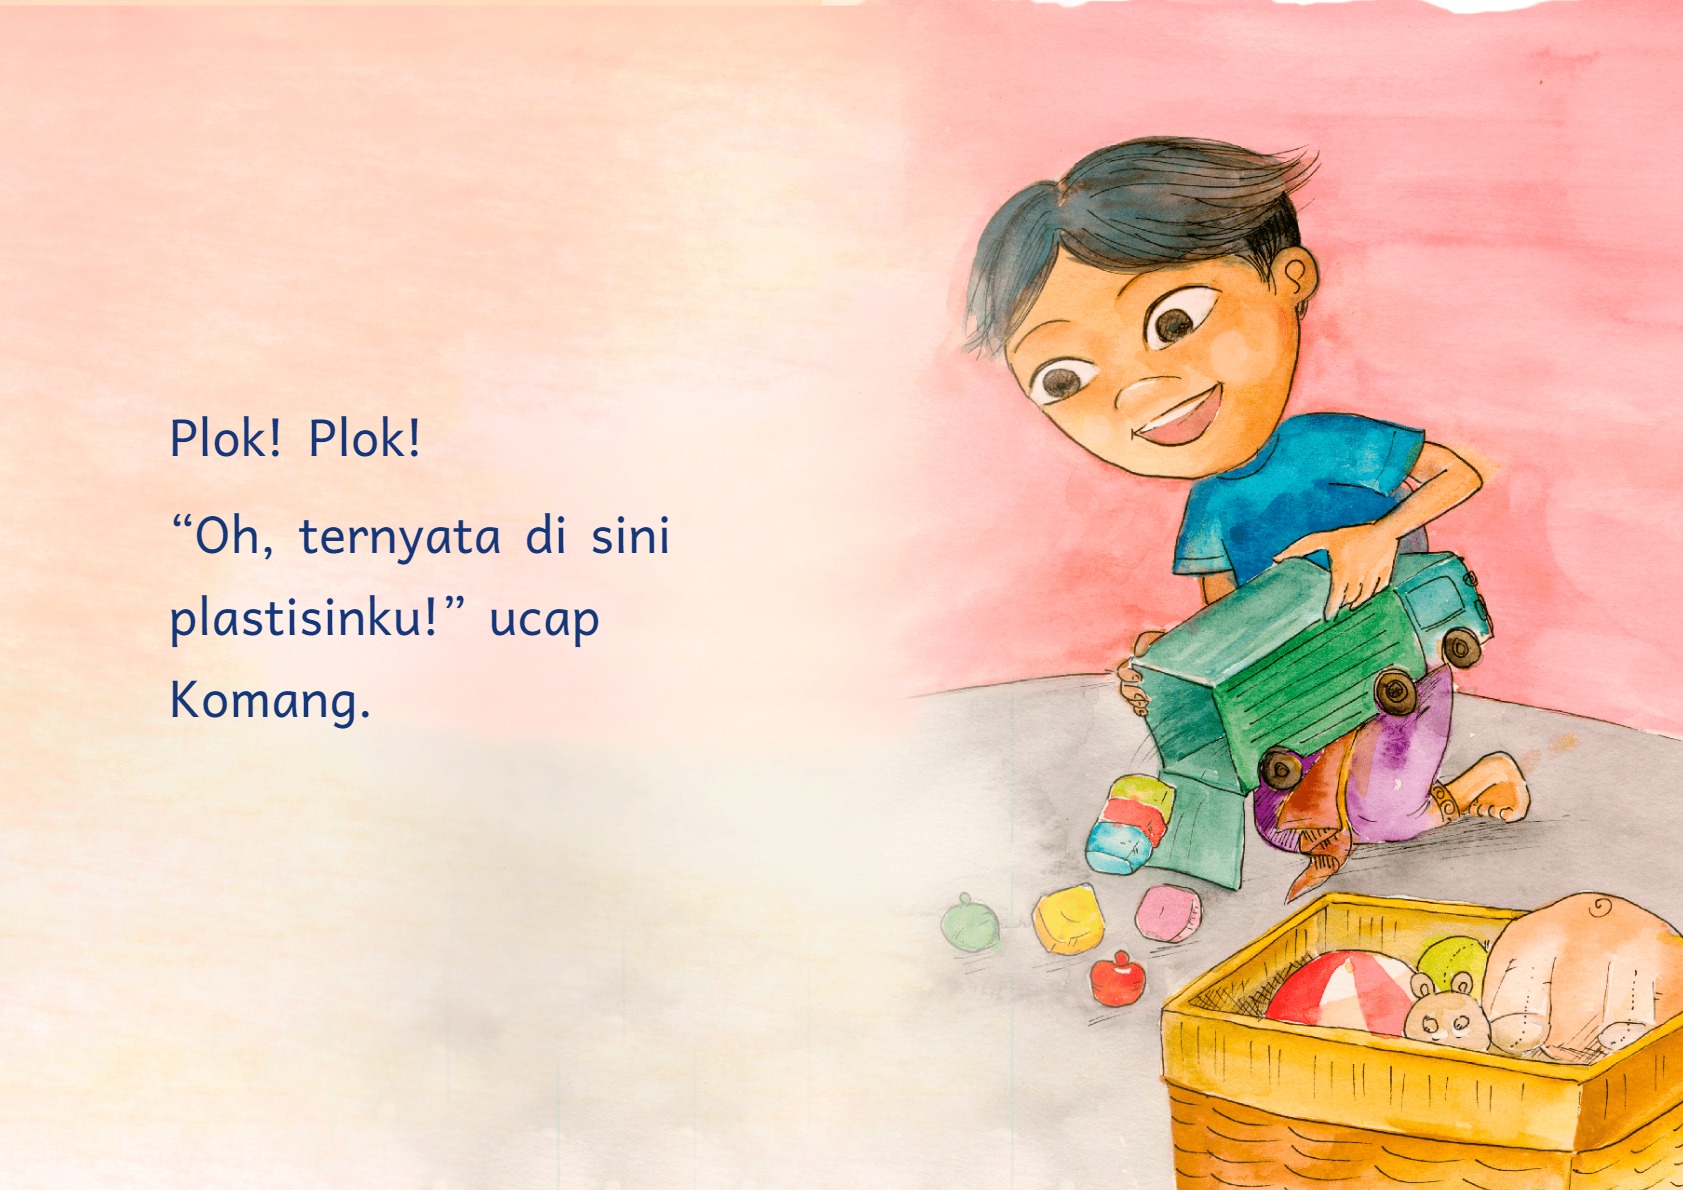 Plok! Plok!
“Oh, ternyata di sini
plastisinku!” ucap
Komang.